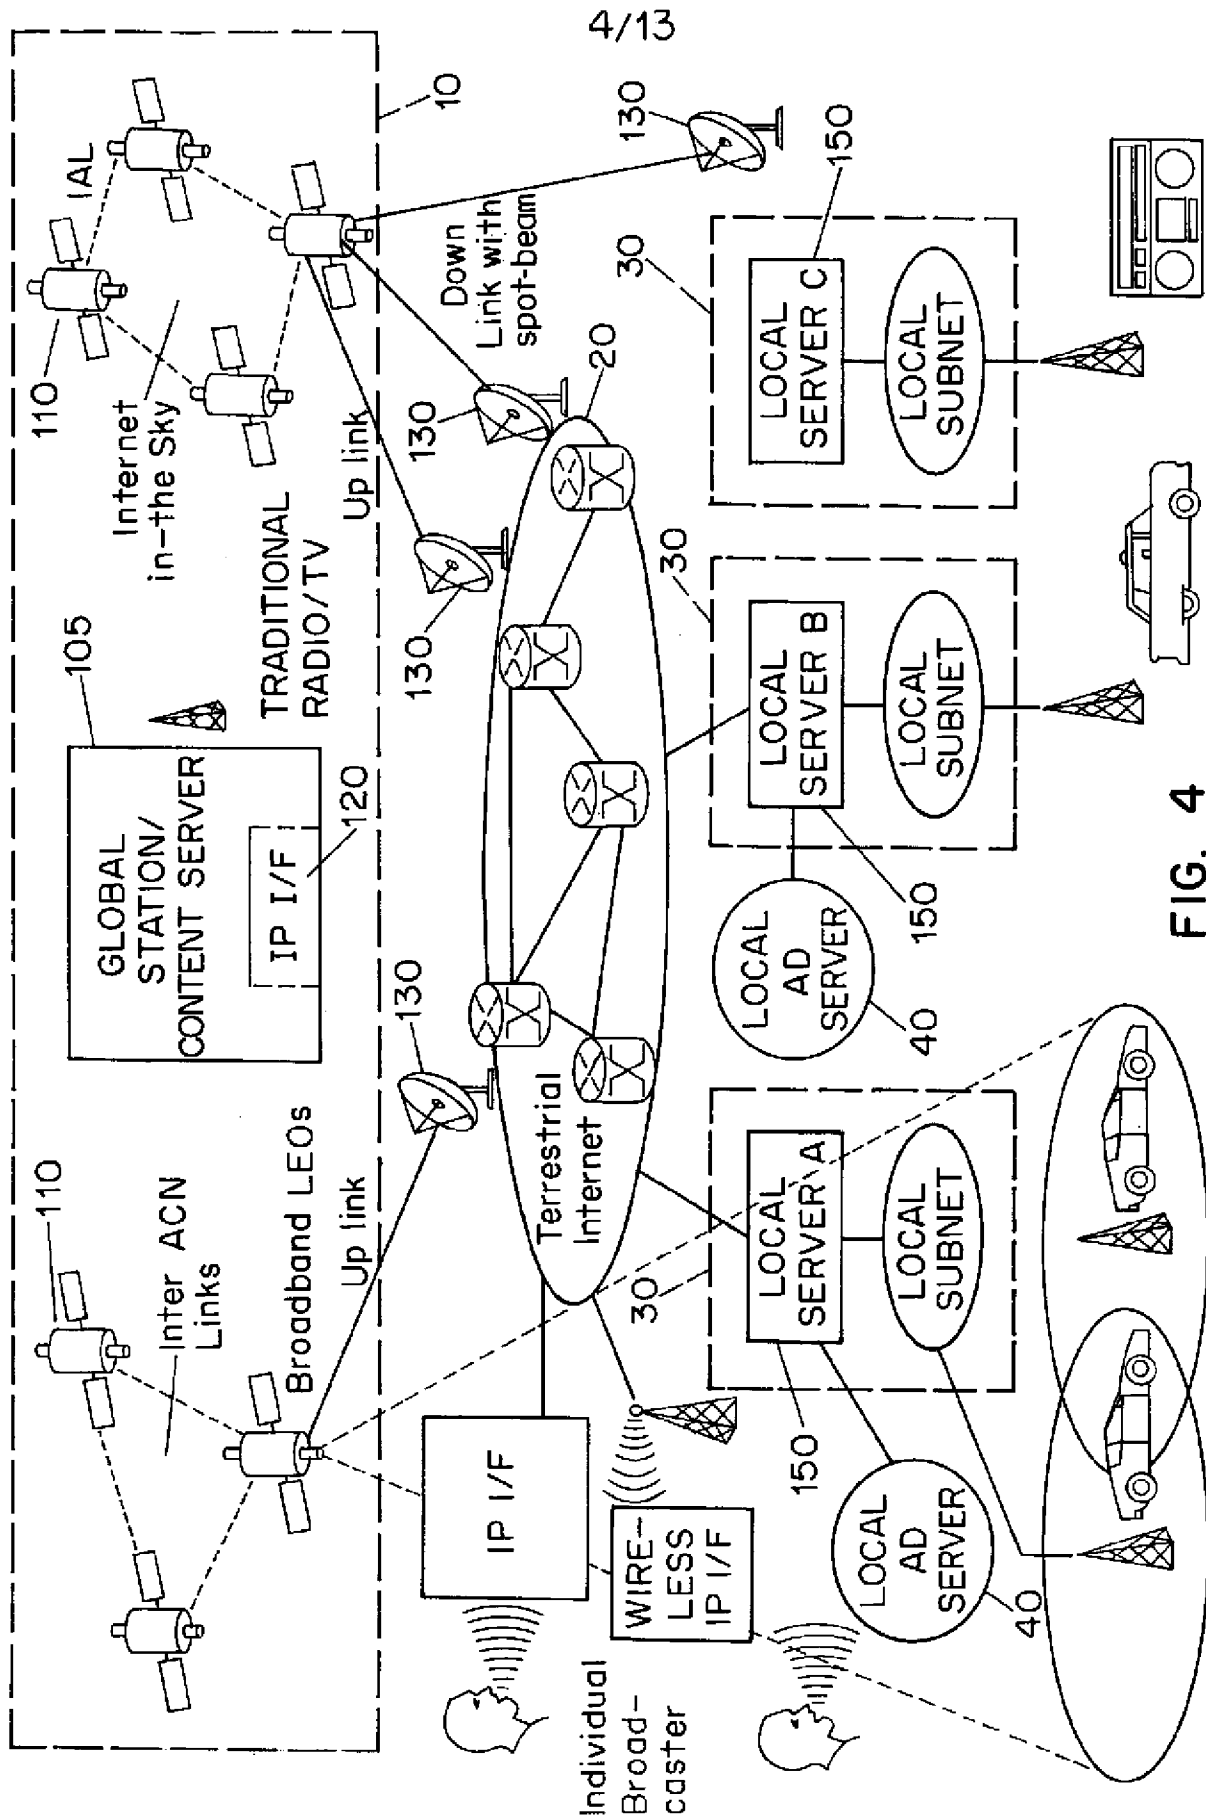 4/13
110
Inter ACN
Links
Broadband LEOs
Up link
105
GLOBAL
STATION/
CONTENT SERVER
IP I/F
120
TRADITIONAL
RADIO/TV
110
IAL
Internet
in-the Sky
Up link
10
Down
Link with
spot-beam
130
130
130
130
20
Terrestrial
Internet
IP I/F
WIRE-
LESS
IP I/F
Individual
Broad-
caster
30
LOCAL
SERVER A
150
LOCAL
SUBNET
LOCAL
AD
SERVER
40
30
LOCAL
SERVER B
150
LOCAL
SUBNET
LOCAL
AD
SERVER
40
30
LOCAL
SERVER C
150
LOCAL
SUBNET
FIG. 4